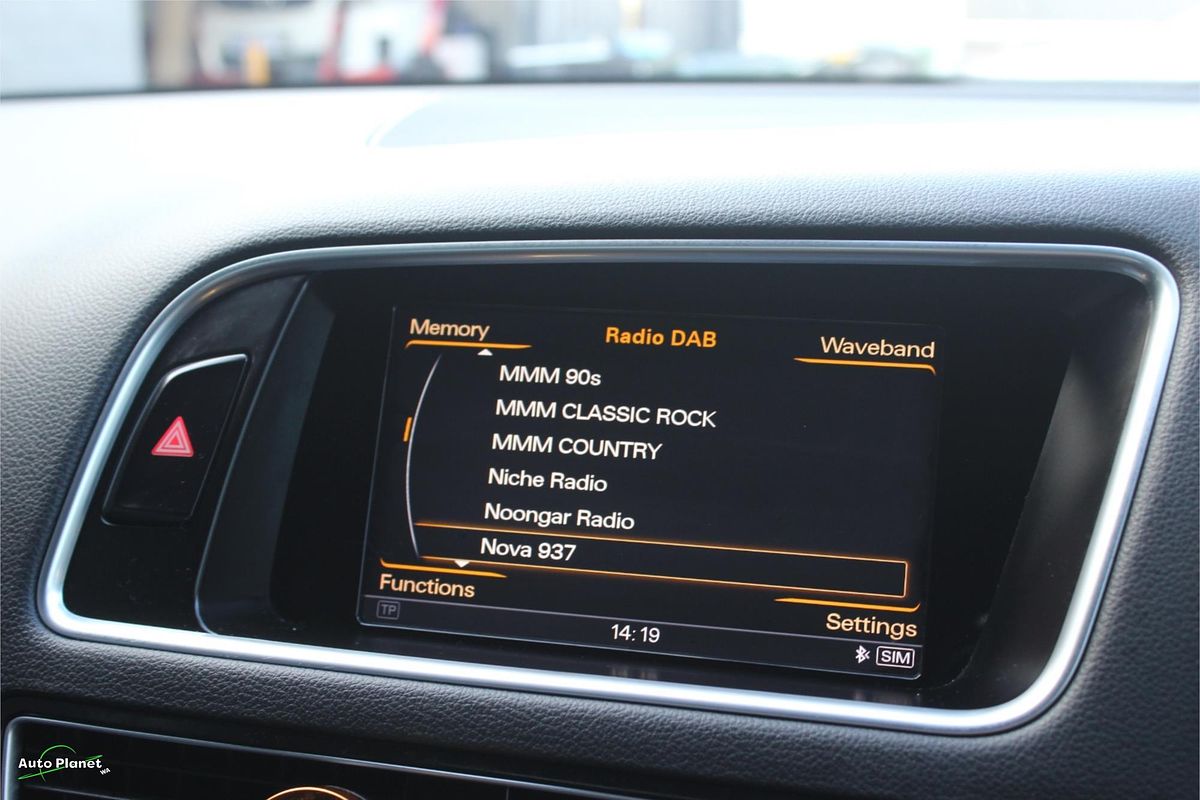 Memory
Radio DAB
Waveband
MMM 90s
MMM CLASSIC ROCK
MMM COUNTRY
Niche Radio
Noongar Radio
Nova 937
Functions
Settings
TP
14:19
SIM
Auto Planet
WA